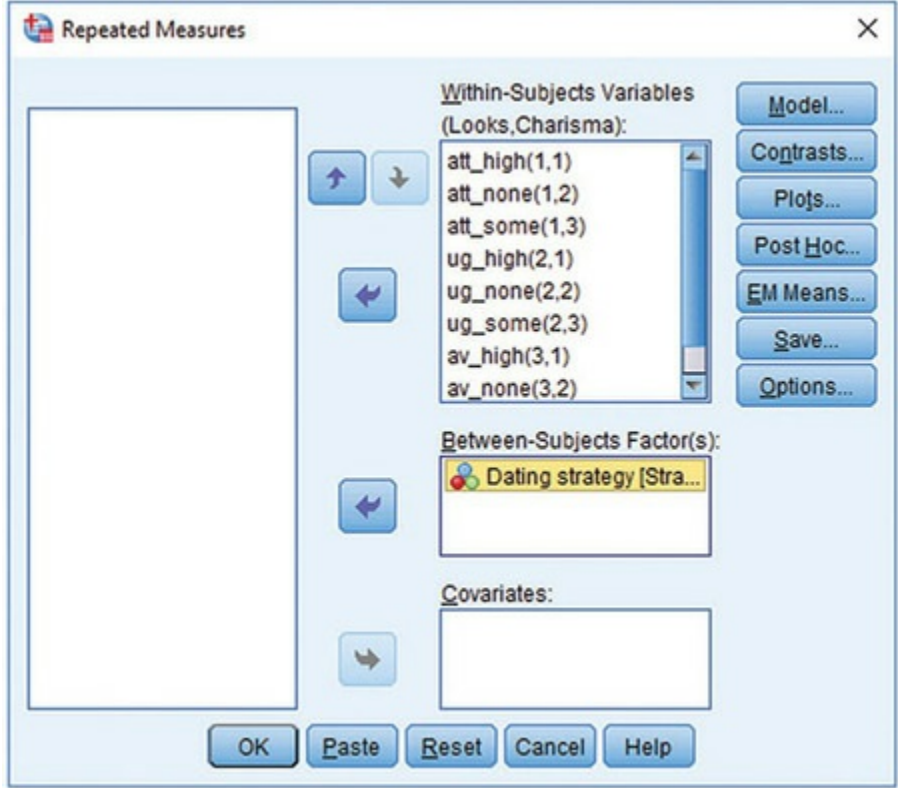 Repeated Measures
Within-Subjects Variables
(Looks,Charisma):
att_high(1,1)
att_none(1,2)
att_some(1,3)
ug_high(2,1)
ug_none(2,2)
ug_some(2,3)
av_high(3,1)
av_none(3,2)
Model...
Contrasts...
Plots...
Post Hoc...
EM Means...
Save...
Options...
Between-Subjects Factor(s):
Dating strategy [Stra...
Covariates:
OK
Paste
Reset
Cancel
Help